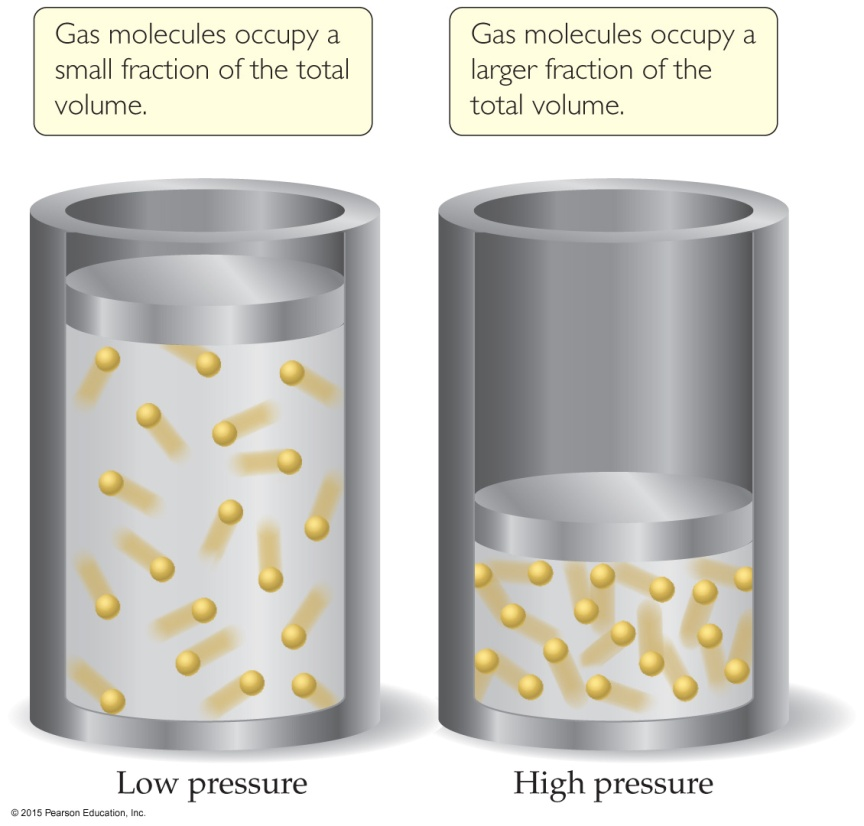 Gas molecules occupy a
small fraction of the total
volume.
Gas molecules occupy a
larger fraction of the
total volume.
Low pressure
High pressure
© 2015 Pearson Education, Inc.